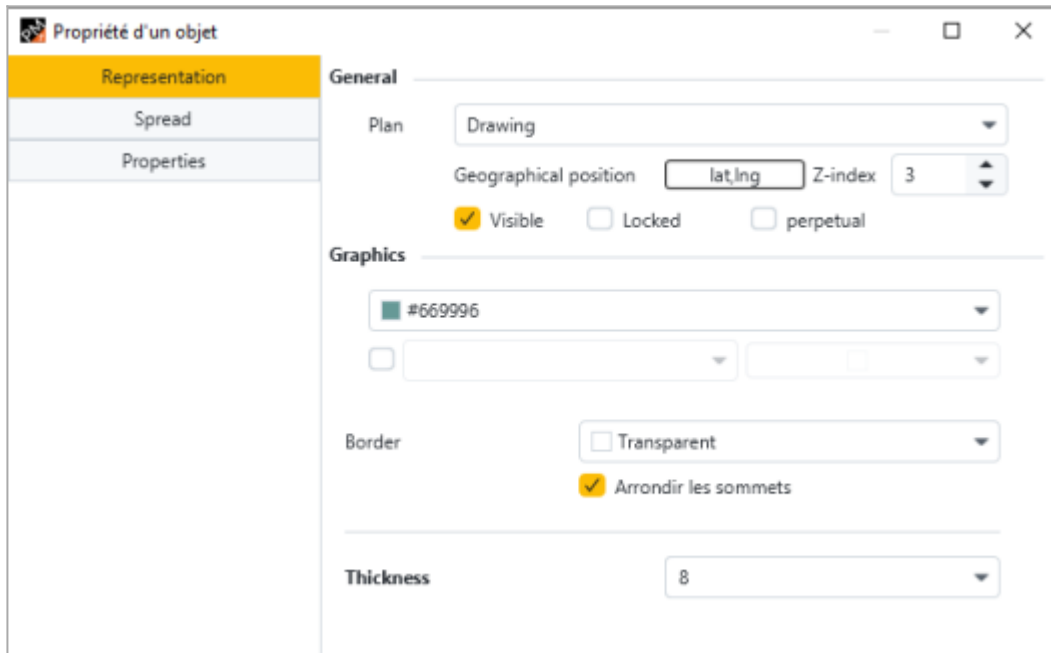 PM Propriété d'un objet
Representation
Spread
Properties
General
Plan Drawing
Geographical position lat,lng Z-index 3
Visible Locked perpetual
Graphics
#669996
Border Transparent
Arrondir les sommets
Thickness 8